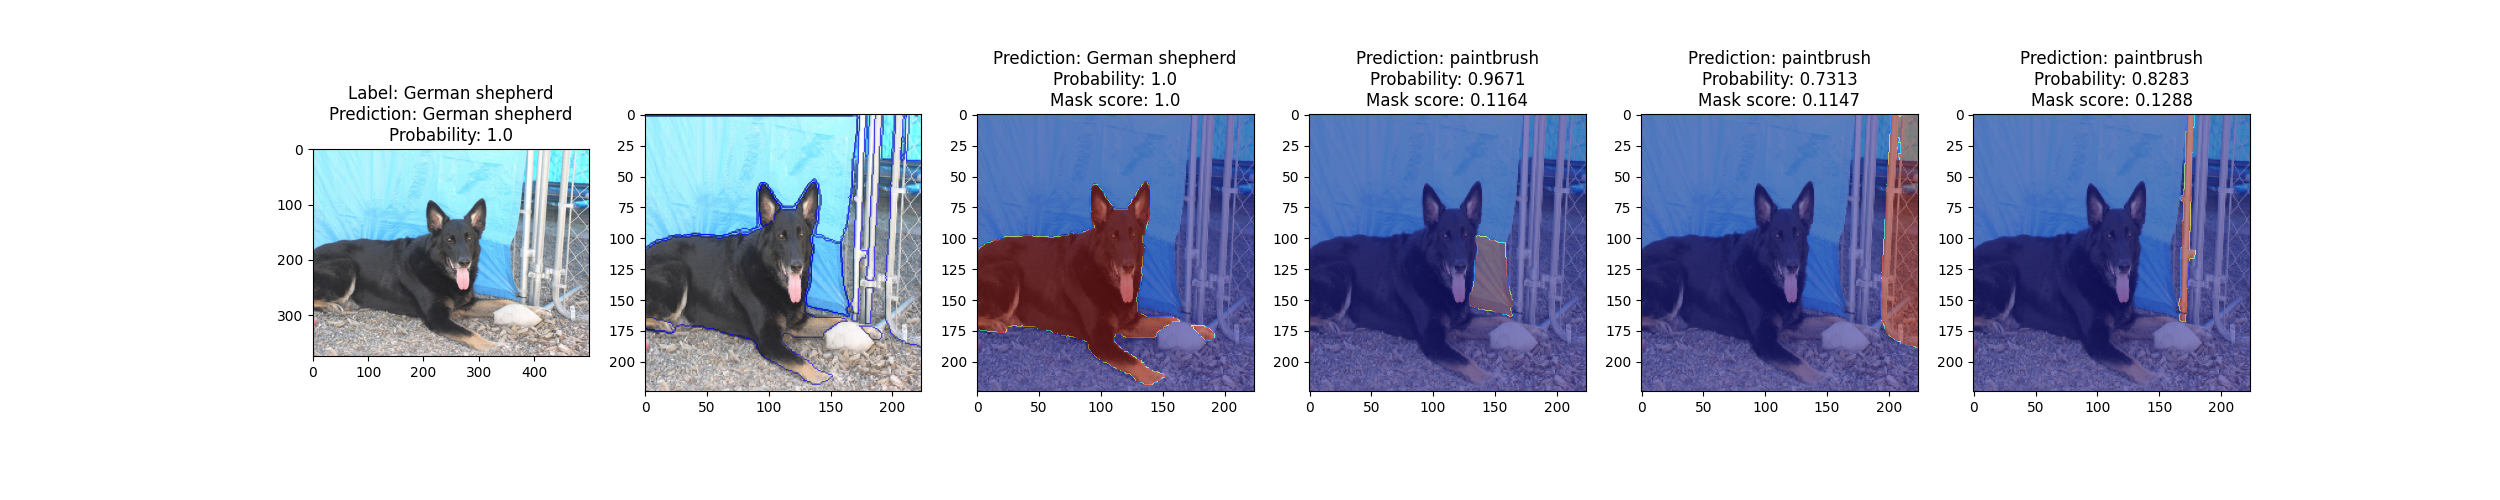 Label: German shepherd
Prediction: German shepherd
Probability: 1.0
0
100
200
300
0 100 200 300 400
0
25
50
75
100
125
150
175
200
0 50 100 150 200
Prediction: German shepherd
Probability: 1.0
Mask score: 1.0
0
25
50
75
100
125
150
175
200
0 50 100 150 200
Prediction: paintbrush
Probability: 0.9671
Mask score: 0.1164
0
25
50
75
100
125
150
175
200
0 50 100 150 200
Prediction: paintbrush
Probability: 0.7313
Mask score: 0.1147
0
25
50
75
100
125
150
175
200
0 50 100 150 200
Prediction: paintbrush
Probability: 0.8283
Mask score: 0.1288
0
25
50
75
100
125
150
175
200
0 50 100 150 200